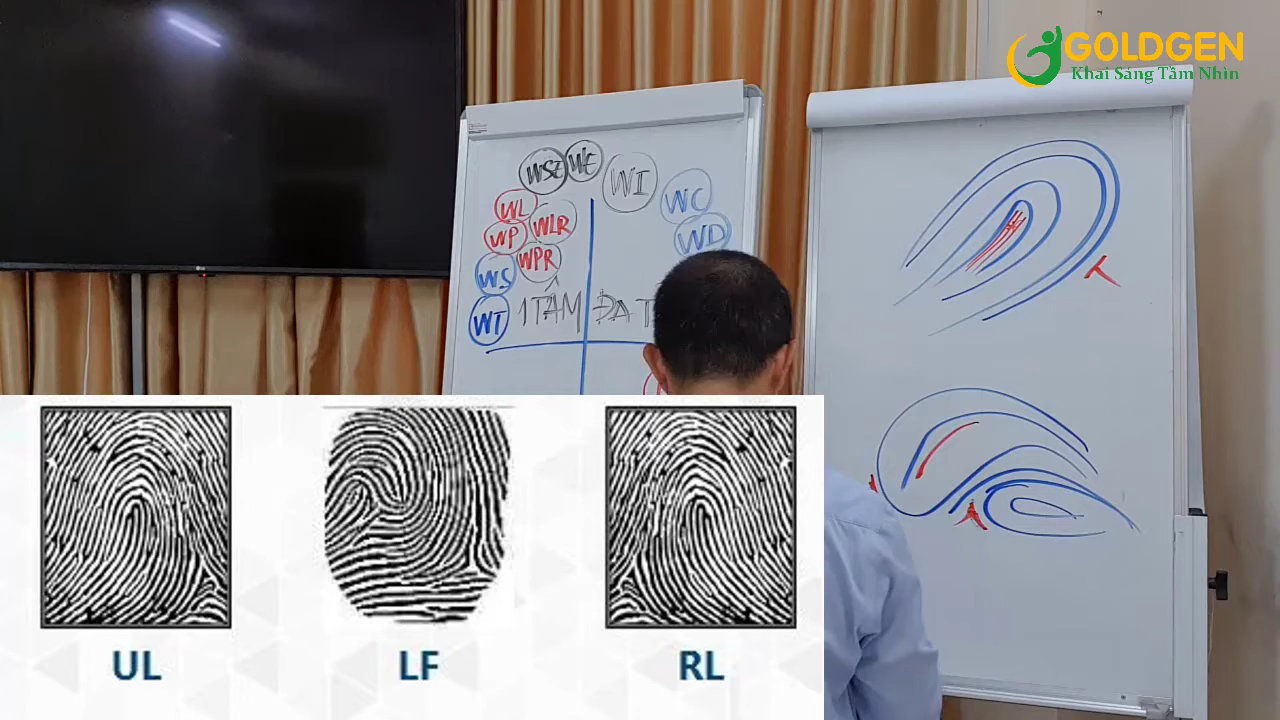 GOLDGEN
Khai Sáng Tầm Nhìn
WSE WE WI
WL WLR WC
WP WPR WD
WS
WT 1 TÂM ĐA T
UL LF RL